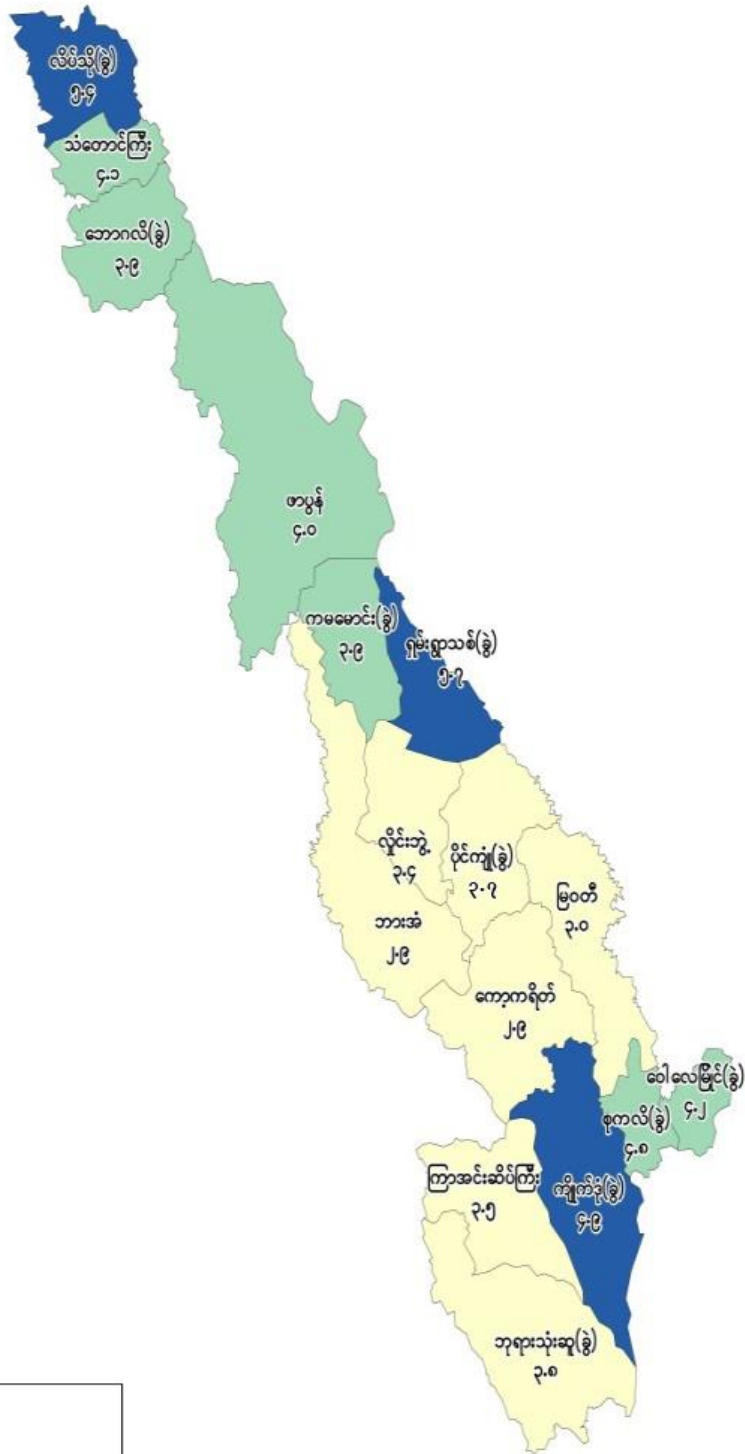 လိပ်သို(ခွဲ)
၅.၄
သံတောင်ကြီး
၄.၁
ဘောဂလိ(ခွဲ)
၃.၉
ဖာပွန်
၄.၀
ကမမောင်း(ခွဲ)
၃.၉
ရှမ်းရွာသစ်(ခွဲ)
၅.၇
လှိုင်းဘွဲ့
၃.၄
ပိုင်ကျုံ(ခွဲ)
၃.၇
မြဝတီ
၃.၀
ဘားအံ
၂.၉
ကော့ကရိတ်
၂.၉
ဝေါလေမြိုင်(ခွဲ)
၄.၂
စုကလိ(ခွဲ)
၄.၈
ကြာအင်းဆိပ်ကြီး
၃.၅
ကျိုက်ဒုံ(ခွဲ)
၄.၉
ဘုရားသုံးဆူ(ခွဲ)
၃.၈